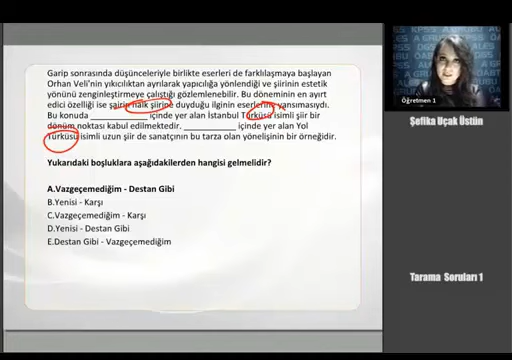 Garip sonrasında düşünceleriyle birlikte eserleri de farklılaşmaya başlayan
Orhan Veli'nin yıkıcılıktan ayrılarak yapıcılığa yönlendiği ve şiirinin estetik
yönünü zenginleştirmeye çalıştığı gözlemlenebilir. Bu döneminin en ayırt
edici özelliği ise şairin halk şiirine duyduğu ilginin eserlerine yansımasıydı.
Bu konuda ____________ içinde yer alan İstanbul Türküsü isimli şiir bir
dönüm noktası kabul edilmektedir. ___________ içinde yer alan Yol
Türküsü isimli uzun şiir de sanatçının bu tarza olan yönelişinin bir örneğidir.
Yukarıdaki boşluklara aşağıdakilerden hangisi gelmelidir?
A.Vazgeçemediğim - Destan Gibi
B.Yenisi - Karşı
C.Vazgeçemediğim - Karşı
D.Yenisi - Destan Gibi
E.Destan Gibi - Vazgeçemediğim
Öğretmen 1
Şefika Uçak Üstün
Tarama Soruları 1